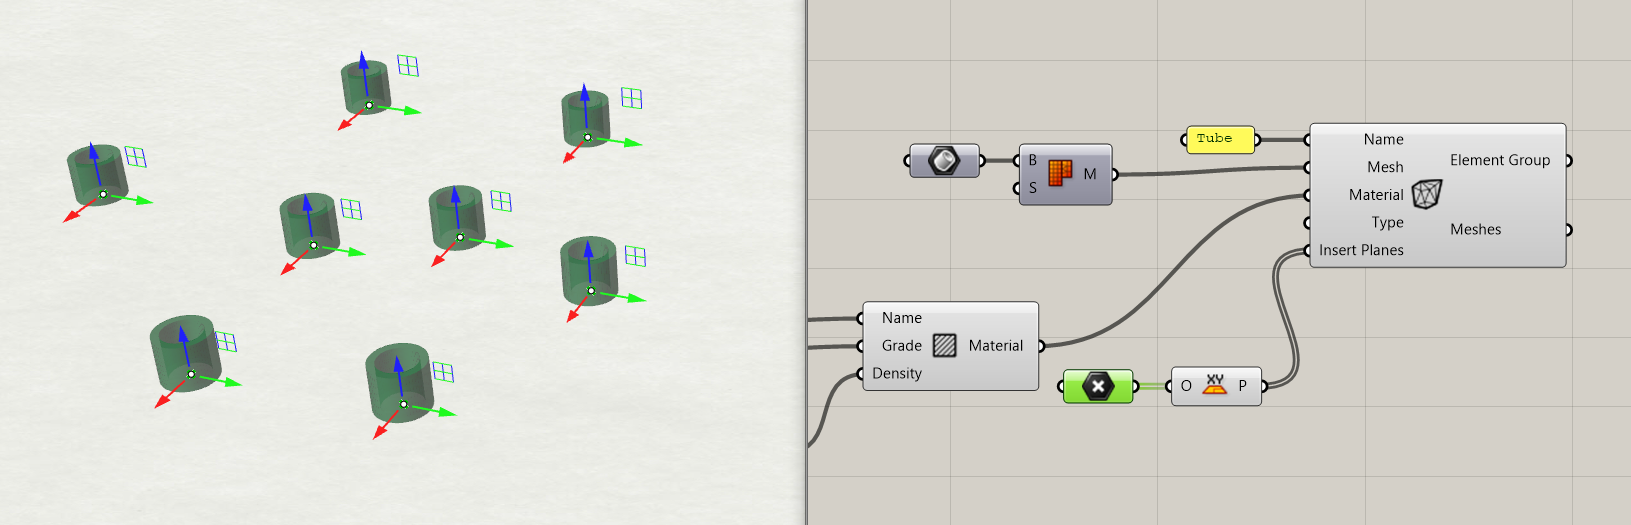 Tube
Name
Mesh
Material
Type
Insert Planes
Element Group
Meshes
B
S
M
Name
Grade
Density
Material
O
XY
P